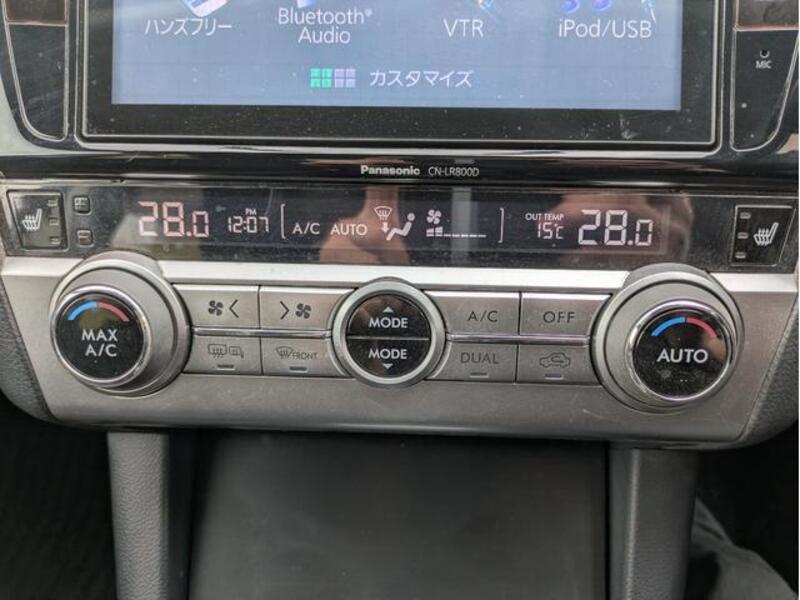 ハンズフリー
Bluetooth®
Audio
VTR
iPod/USB
カスタマイズ
MIC
Panasonic CN-LR800D
28.0 PM 12:07 A/C AUTO OUT TEMP 15℃ 28.0
MAX
A/C
MODE
MODE
A/C
OFF
FRONT
DUAL
AUTO